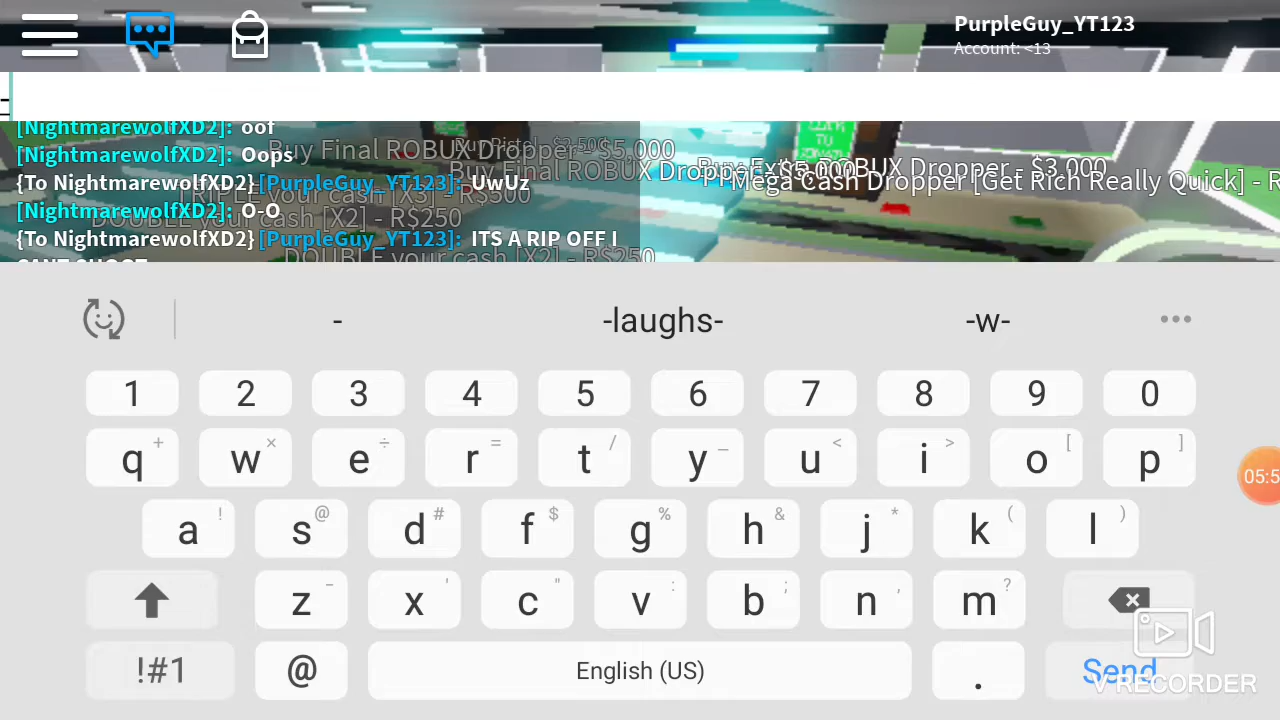 PurpleGuy_YT123
Account: <13
-
[NightmarewolfXD2]: oof
[NightmarewolfXD2]: Oops
{To NightmarewolfXD2} [PurpleGuy_YT123]: UwUz
[NightmarewolfXD2]: O-O
{To NightmarewolfXD2} [PurpleGuy_YT123]: ITS A RIP OFF I
CANT SHOOT
Buy Final ROBUX Dropper - $5,000
Buy Final ROBUX Dropper - $5,000
ROBUX Dropper - $3,000
Mega Cash Dropper [Get Rich Really Quick] - R
TRIPLE your cash [X3] - R$500
DOUBLE your cash [X2] - R$250
DOUBLE your cash [X2] - R$250
- -laughs- -w-
1 2 3 4 5 6 7 8 9 0
q + w × e ÷ r = t / y _ u < i > o [ p ]
a ! s @ d # f $ g % h & j * k ( l )
z - x ' c " v : b ; n , m ?
!#1 @ English (US) . Send
05:5
V RECORDER